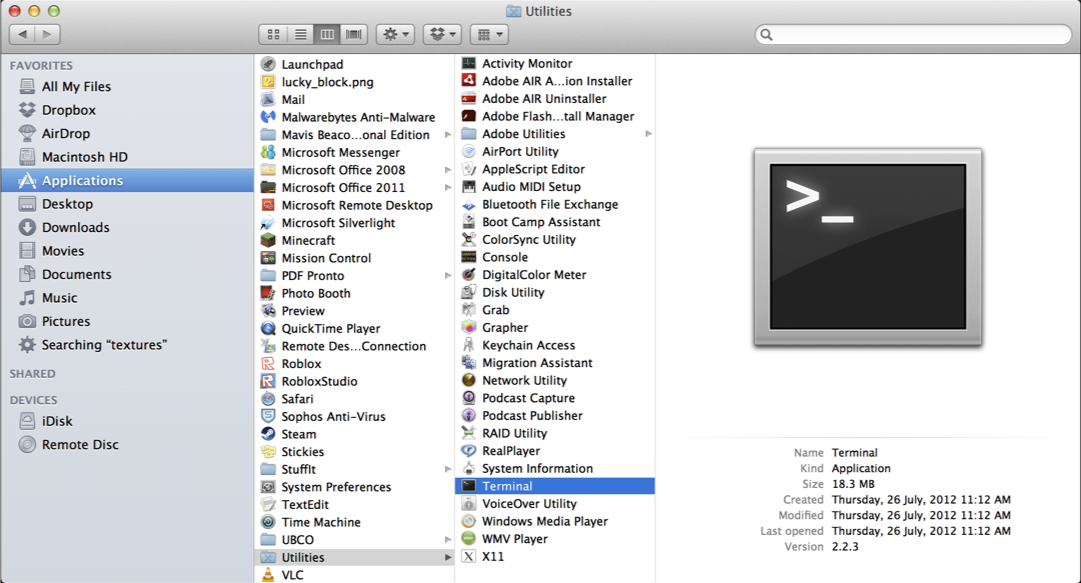 Utilities
FAVORITES
All My Files
Dropbox
AirDrop
Macintosh HD
Applications
Desktop
Downloads
Movies
Documents
Music
Pictures
Searching “textures”
SHARED
DEVICES
iDisk
Remote Disc
Launchpad
lucky_block.png
Mail
Malwarebytes Anti-Malware
Mavis Beaco...onal Edition
Microsoft Messenger
Microsoft Office 2008
Microsoft Office 2011
Microsoft Remote Desktop
Microsoft Silverlight
Minecraft
Mission Control
PDF Pronto
Photo Booth
Preview
QuickTime Player
Remote Des...Connection
Roblox
RobloxStudio
Safari
Sophos Anti-Virus
Steam
Stickies
StuffIt
System Preferences
TextEdit
Time Machine
UBCO
Utilities
VLC
Activity Monitor
Adobe AIR A...ion Installer
Adobe AIR Uninstaller
Adobe Flash...tall Manager
Adobe Utilities
AirPort Utility
AppleScript Editor
Audio MIDI Setup
Bluetooth File Exchange
Boot Camp Assistant
ColorSync Utility
Console
DigitalColor Meter
Disk Utility
Grab
Grapher
Keychain Access
Migration Assistant
Network Utility
Podcast Capture
Podcast Publisher
RAID Utility
RealPlayer
System Information
Terminal
VoiceOver Utility
Windows Media Player
WMV Player
X11
>_
Name Terminal
Kind Application
Size 18.3 MB
Created Thursday, 26 July, 2012 11:12 AM
Modified Thursday, 26 July, 2012 11:12 AM
Last opened Thursday, 26 July, 2012 11:12 AM
Version 2.2.3